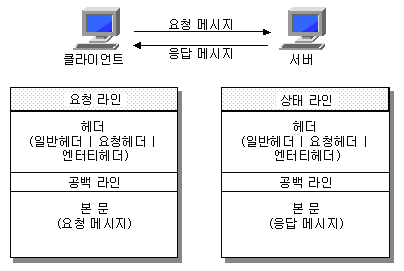 요청 메시지
응답 메시지
클라이언트
서버
요청 라인
헤더
(일반헤더 | 요청헤더 |
엔터티헤더)
공백 라인
본문
(요청 메시지)
상태 라인
헤더
(일반헤더 | 요청헤더 |
엔터티헤더)
공백 라인
본문
(응답 메시지)